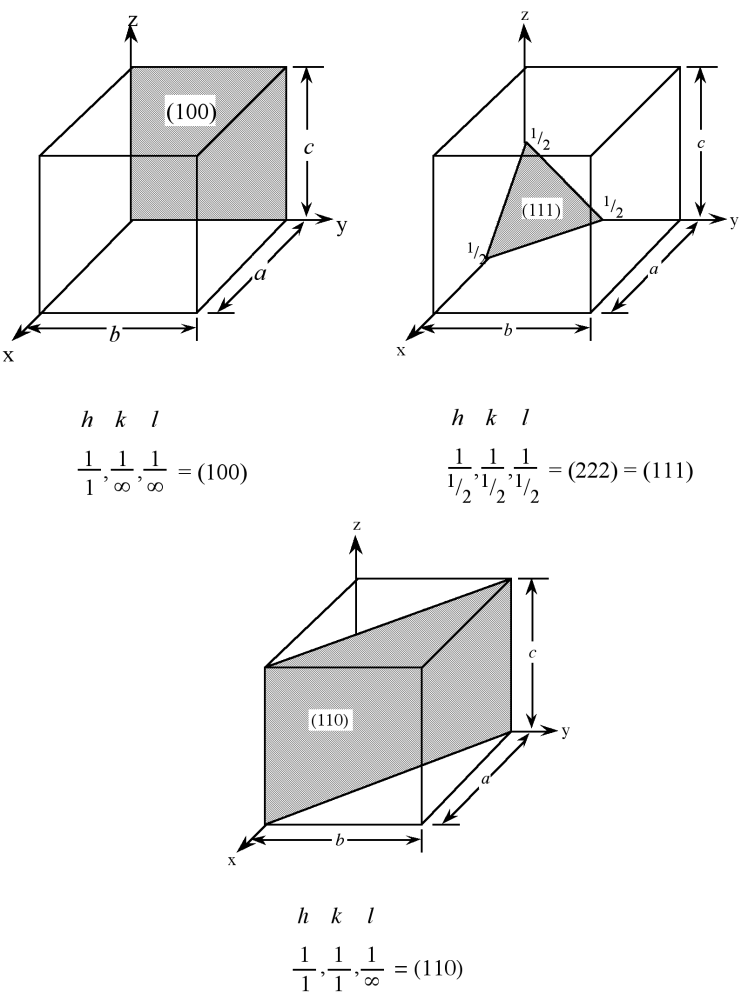 z
(100)
c
y
a
b
x
h k l
1/1 , 1/∞ , 1/∞ = (100)
z
1/2
(111)
1/2
1/2
c
y
a
b
x
h k l
1/(1/2) , 1/(1/2) , 1/(1/2) = (222) = (111)
z
(110)
c
y
a
b
x
h k l
1/1 , 1/1 , 1/∞ = (110)